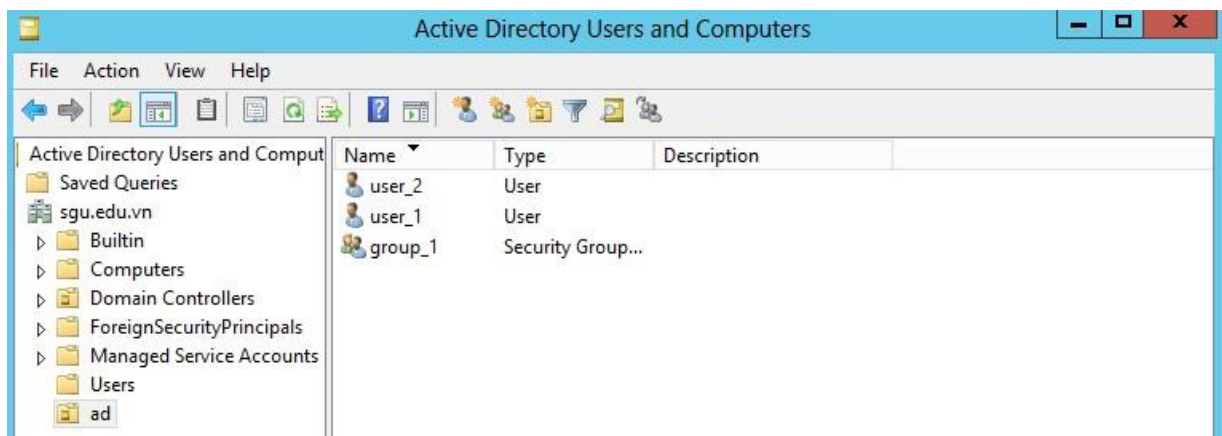 Active Directory Users and Computers
File Action View Help
Active Directory Users and Comput
Saved Queries
sgu.edu.vn
Builtin
Computers
Domain Controllers
ForeignSecurityPrincipals
Managed Service Accounts
Users
ad
Name Type Description
user_2 User
user_1 User
group_1 Security Group...